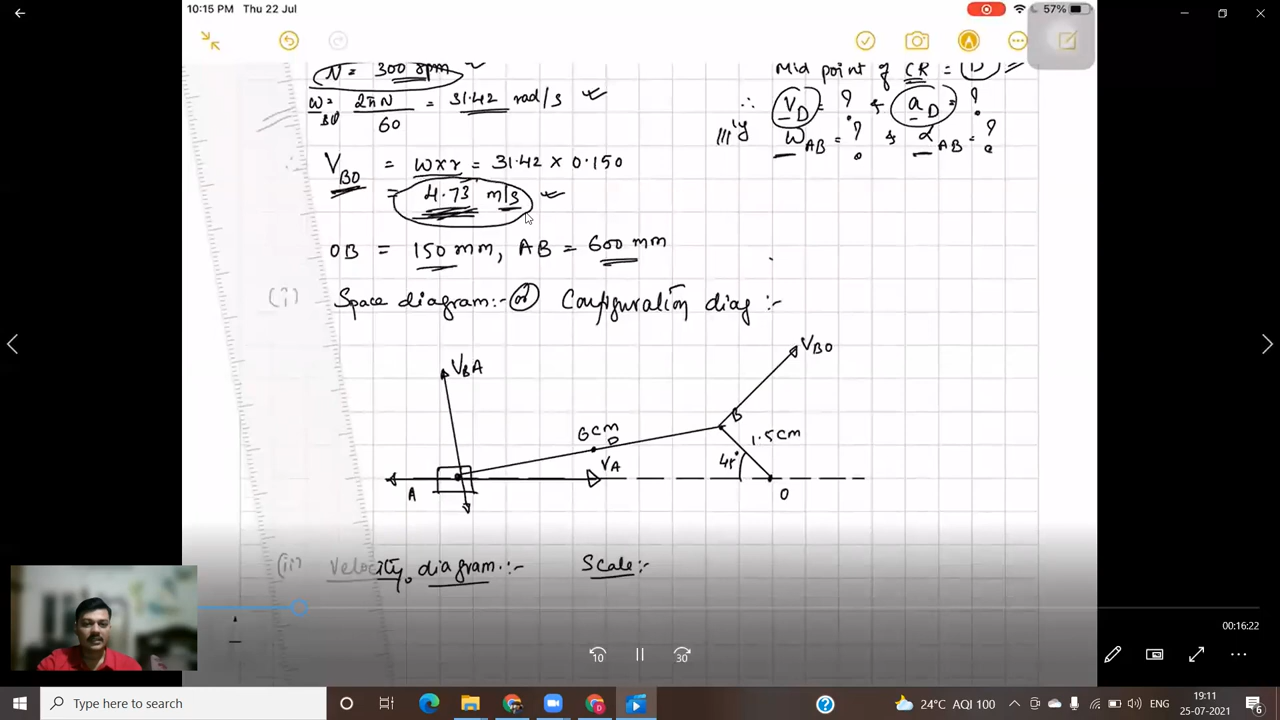 10:15 PM Thu 22 Jul
57%
N = 300 rpm
Mid point of CR = D
ω = 2πN = 31.42 rad/s
60
∴ VD = ? & aD = ?
|||ly ωAB = ? & αAB = ?
VBO = ω×r = 31.42 × 0.150
= 4.73 m/s
OB = 150 mm, AB = 600 mm
(i) Space diagram:- or Configuration diag :-
VBO
VBA
B
6cm
D
1.5cm
VA
45°
A
O
(ii) Velocity diagram:- Scale:-
00:16:22
10
30
Type here to search
24°C AQI 100
19:11
25-07-2021
6